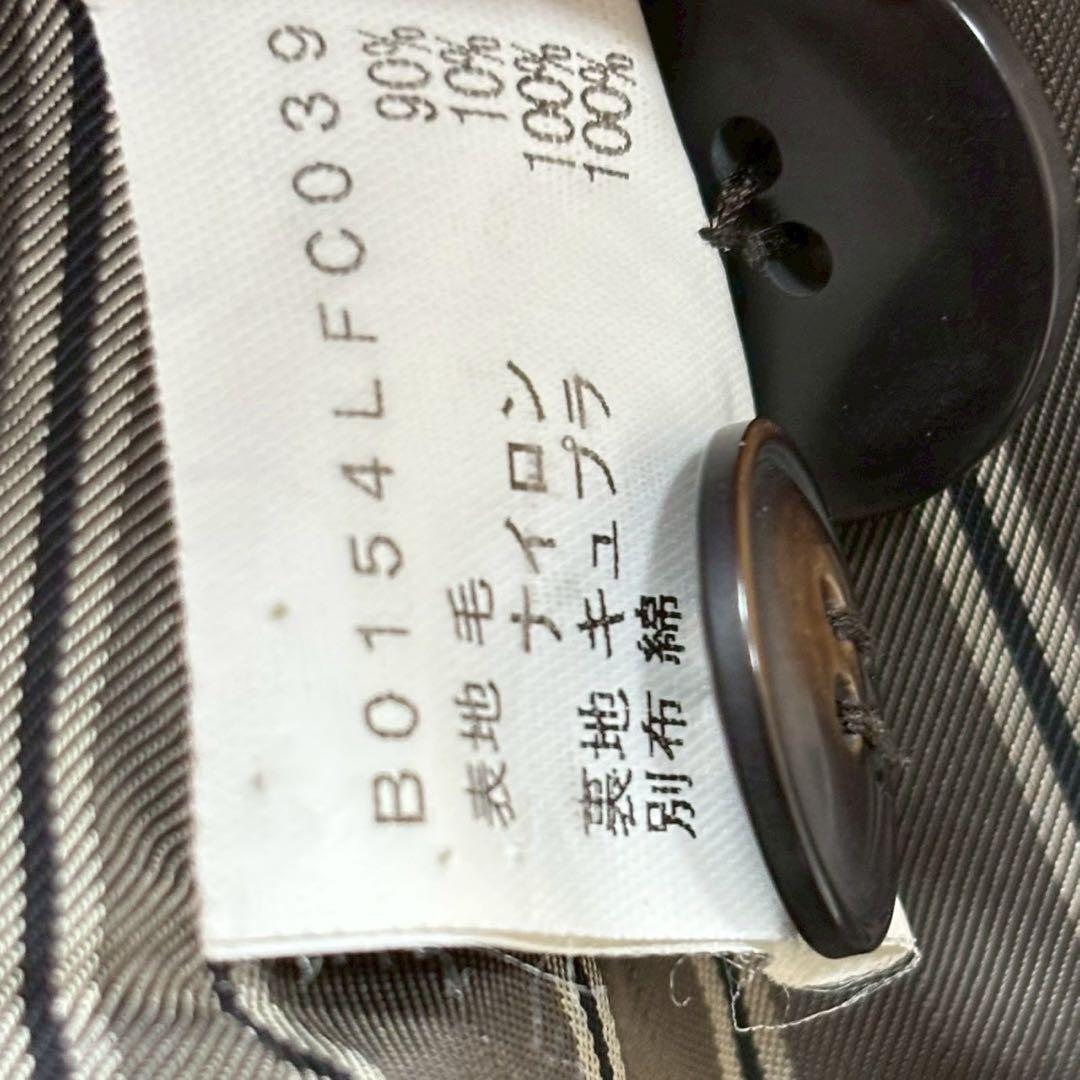 B0154LFC039
表地 毛 90%
ナイロン 10%
裏地 キュプラ 100%
別布 綿 100%